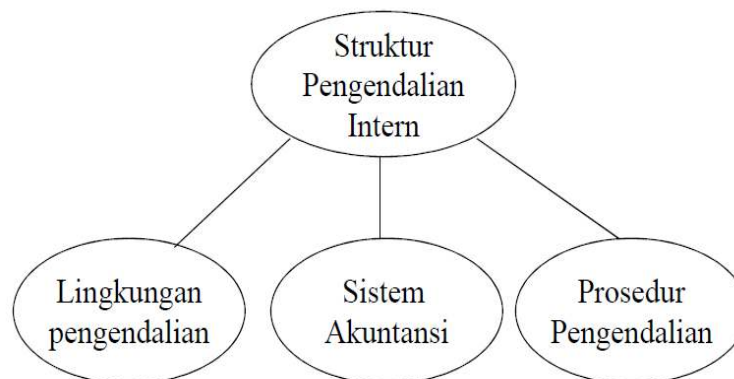 Struktur
Pengendalian
Intern
Lingkungan
pengendalian
Sistem
Akuntansi
Prosedur
Pengendalian